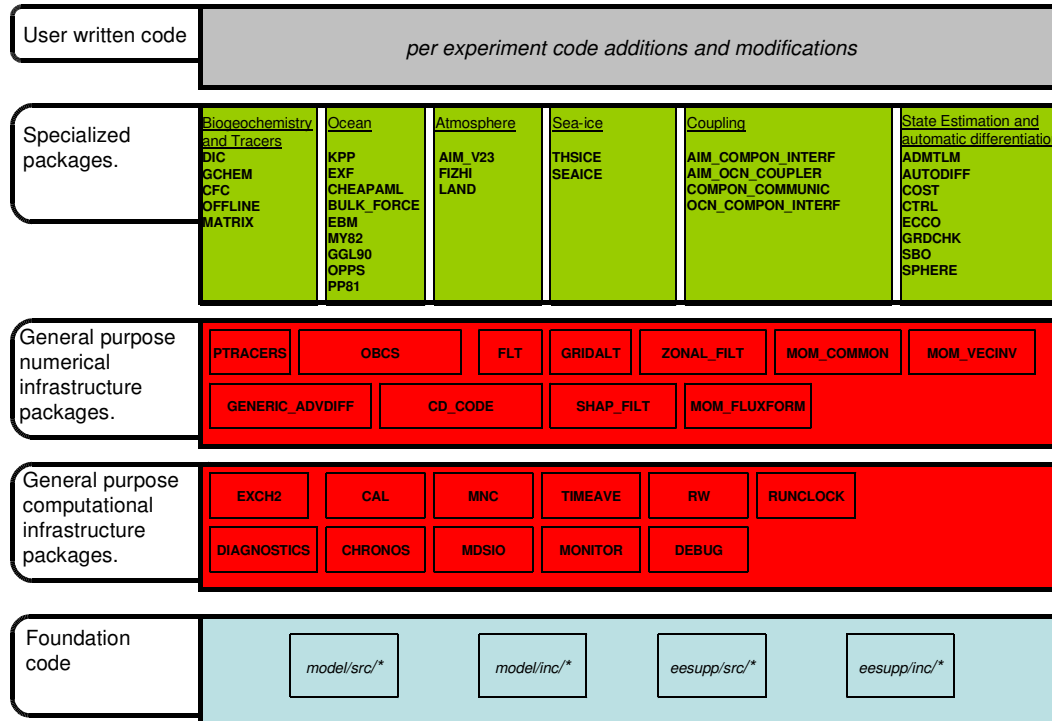 User written code
per experiment code additions and modifications
Specialized
packages.
Biogeochemistry
and Tracers
DIC
GCHEM
CFC
OFFLINE
MATRIX
Ocean
KPP
EXF
CHEAPAML
BULK_FORCE
EBM
MY82
GGL90
OPPS
PP81
Atmosphere
AIM_V23
FIZHI
LAND
Sea-ice
THSICE
SEAICE
Coupling
AIM_COMPON_INTERF
AIM_OCN_COUPLER
COMPON_COMMUNIC
OCN_COMPON_INTERF
State Estimation and
automatic differentiatio
ADMTLM
AUTODIFF
COST
CTRL
ECCO
GRDCHK
SBO
SPHERE
General purpose
numerical
infrastructure
packages.
PTRACERS OBCS FLT GRIDALT ZONAL_FILT MOM_COMMON MOM_VECINV
GENERIC_ADVDIFF CD_CODE SHAP_FILT MOM_FLUXFORM
General purpose
computational
infrastructure
packages.
EXCH2 CAL MNC TIMEAVE RW RUNCLOCK
DIAGNOSTICS CHRONOS MDSIO MONITOR DEBUG
Foundation
code
model/src/* model/inc/* eesupp/src/* eesupp/inc/*